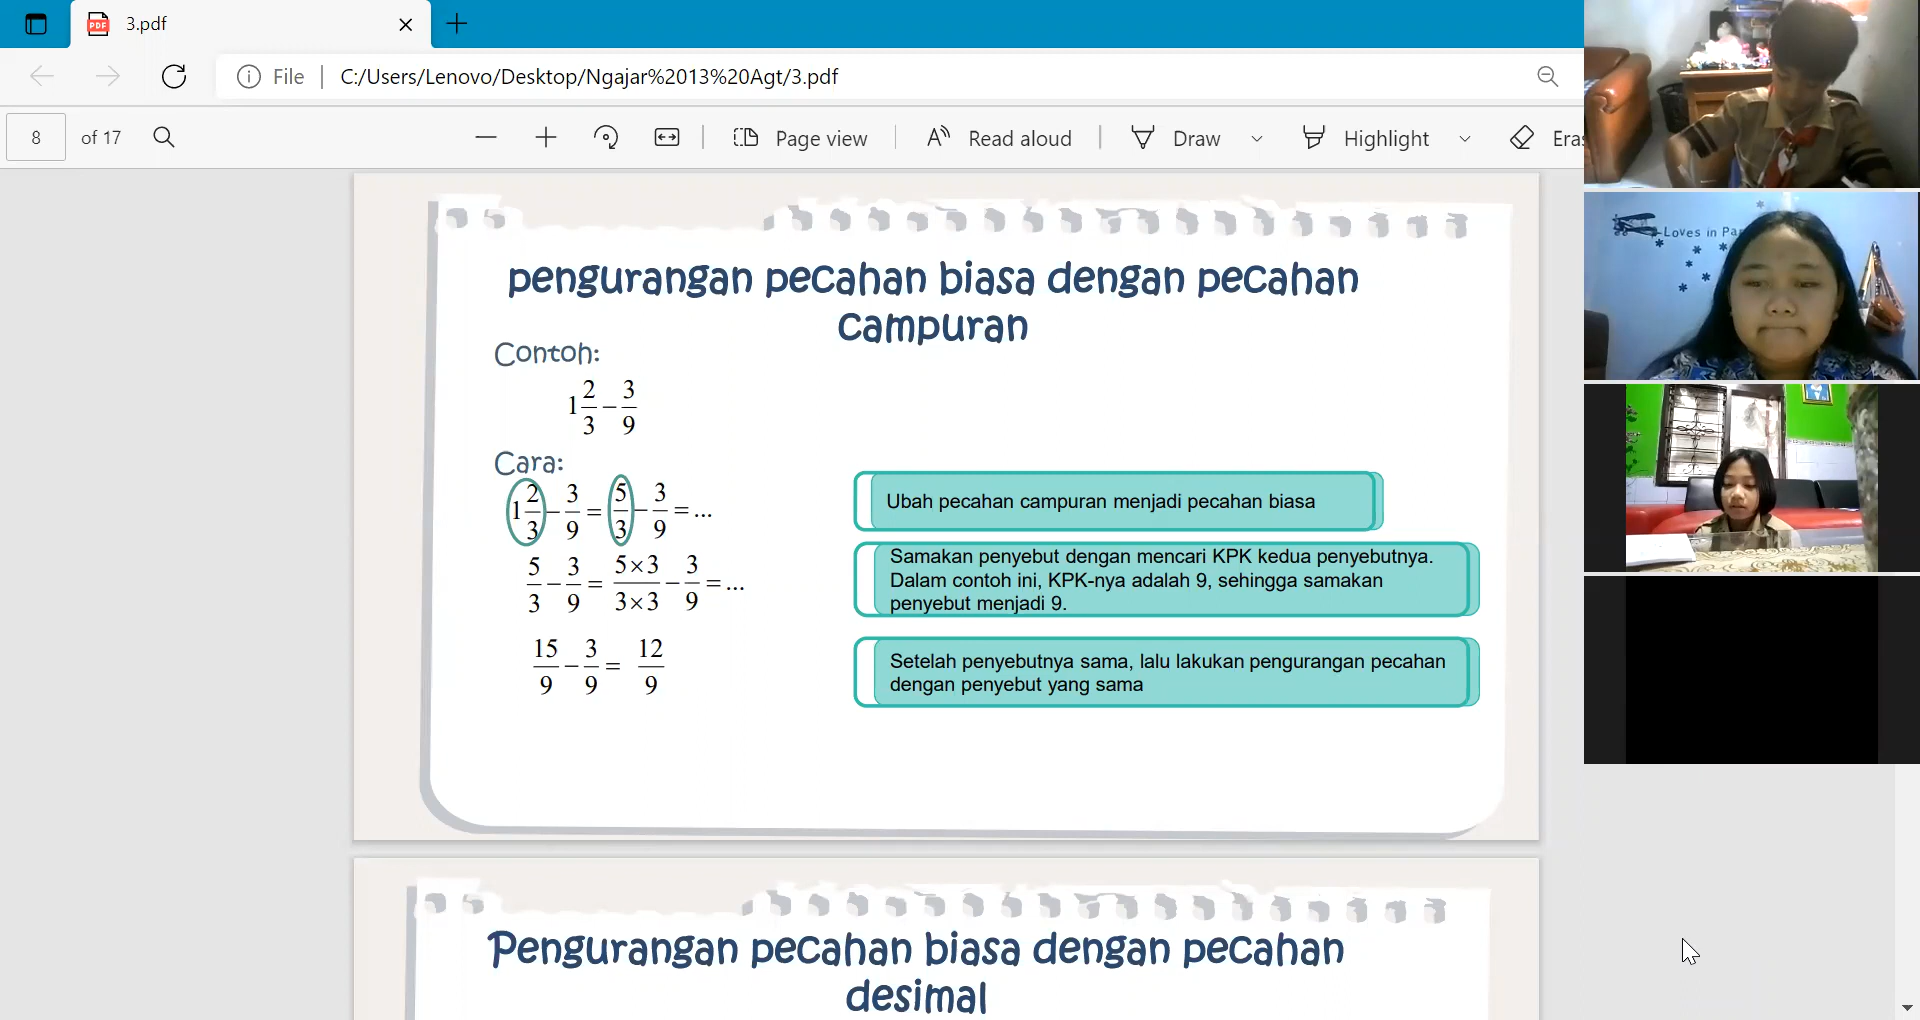 3.pdf
File
C:/Users/Lenovo/Desktop/Ngajar%2013%20Agt/3.pdf
8 of 17
Page view
Read aloud
Draw
Highlight
pengurangan pecahan biasa dengan pecahan
campuran
Contoh:
1 2/3 − 3/9
Cara:
1 2/3 − 3/9 = 5/3 − 3/9 = ...
Ubah pecahan campuran menjadi pecahan biasa
5/3 − 3/9 = 5×3/3×3 − 3/9 = ...
Samakan penyebut dengan mencari KPK kedua penyebutnya.
Dalam contoh ini, KPK-nya adalah 9, sehingga samakan
penyebut menjadi 9.
15/9 − 3/9 = 12/9
Setelah penyebutnya sama, lalu lakukan pengurangan pecahan
dengan penyebut yang sama
Pengurangan pecahan biasa dengan pecahan
desimal
Loves in